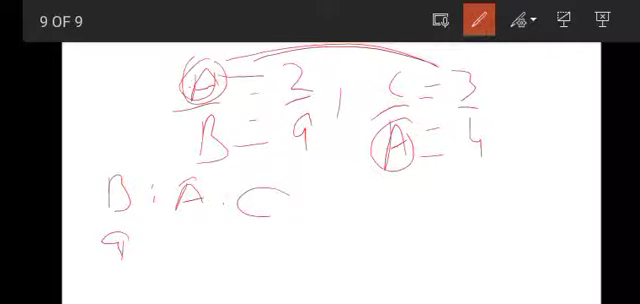 9 OF 9
A = 2 , C = 3
B = 9 A = 4
B : A . C
9